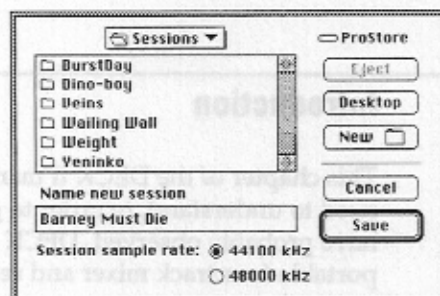 Sessions
ProStore
BurstDay
Dino-boy
Veins
Wailing Wall
Weight
Yeninko
Eject
Desktop
New
Name new session
Barney Must Die
Cancel
Save
Session sample rate:
44100 kHz
48000 kHz